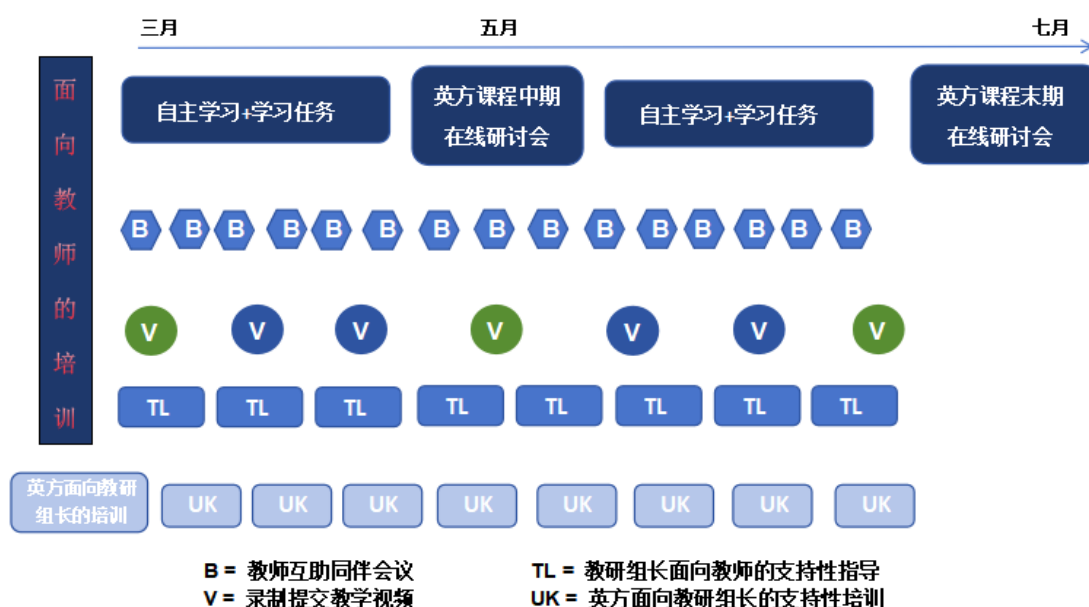 三月 五月 七月
面向教师的培训
自主学习+学习任务
英方课程中期
在线研讨会
自主学习+学习任务
英方课程末期
在线研讨会
B B B B B B B B B B B B B B B
V V V V V V V
TL TL TL TL TL TL TL TL
英方面向教研
组长的培训
UK UK UK UK UK UK UK UK
B = 教师互助同伴会议
TL = 教研组长面向教师的支持性指导
V = 录制提交教学视频
UK = 英方面向教研组长的支持性培训